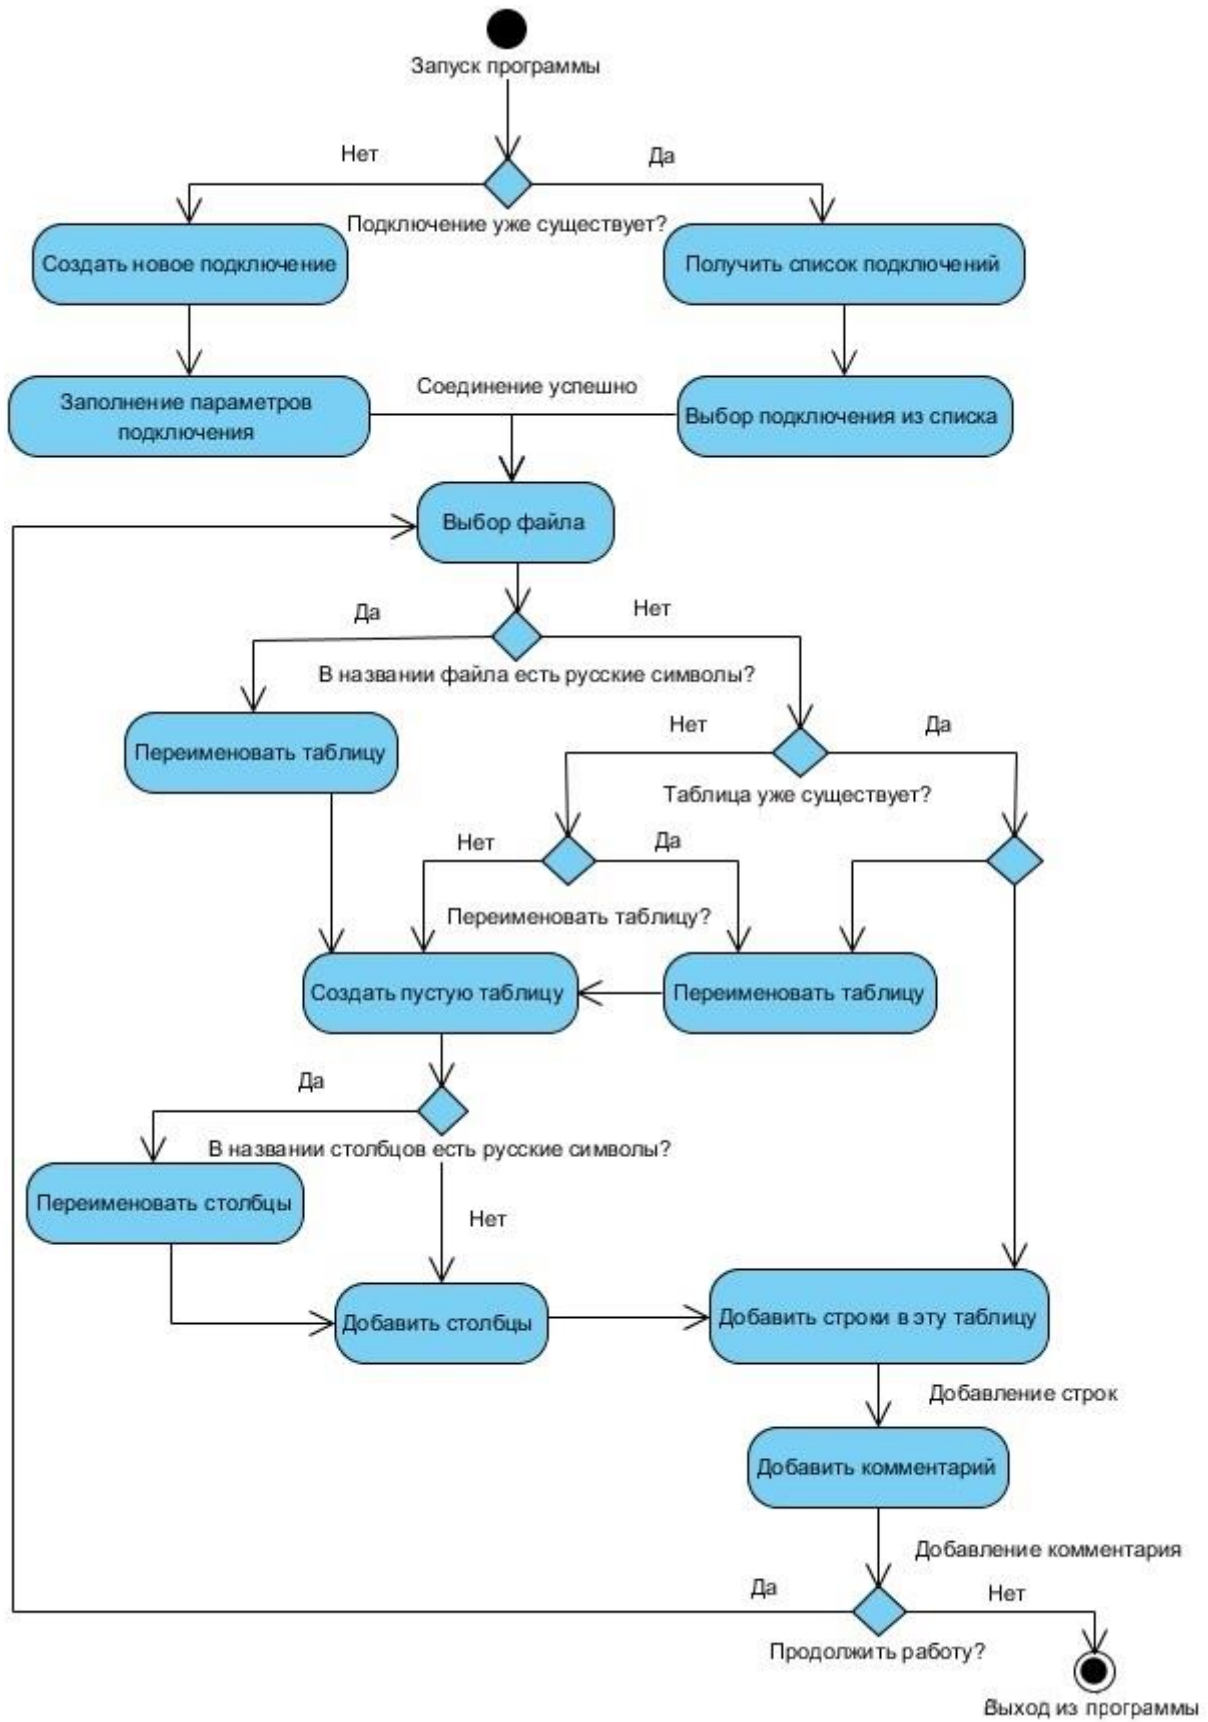 Запуск программы
Нет
Да
Подключение уже существует?
Создать новое подключение
Получить список подключений
Заполнение параметров
подключения
Соединение успешно
Выбор подключения из списка
Выбор файла
Да
Нет
В названии файла есть русские символы?
Переименовать таблицу
Нет
Да
Таблица уже существует?
Нет
Да
Переименовать таблицу?
Создать пустую таблицу
Переименовать таблицу
Да
В названии столбцов есть русские символы?
Переименовать столбцы
Нет
Добавить столбцы
Добавить строки в эту таблицу
Добавление строк
Добавить комментарий
Добавление комментария
Да
Нет
Продолжить работу?
Выход из программы